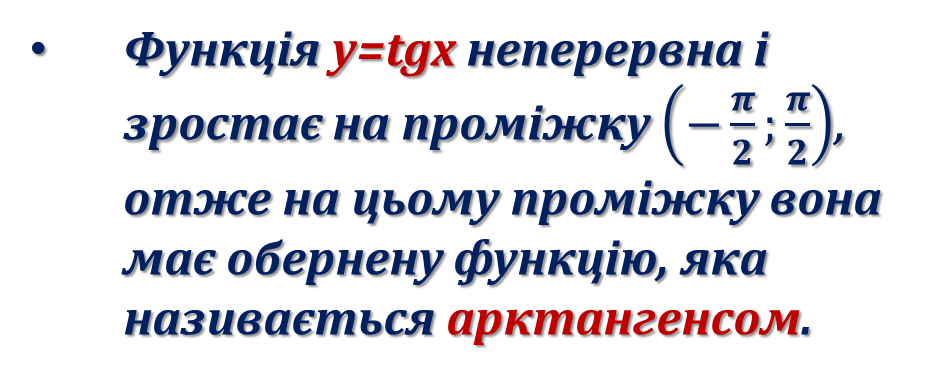 • Функція y=tgx неперервна і
зростає на проміжку (−π/2; π/2),
отже на цьому проміжку вона
має обернену функцію, яка
називається арктангенсом.